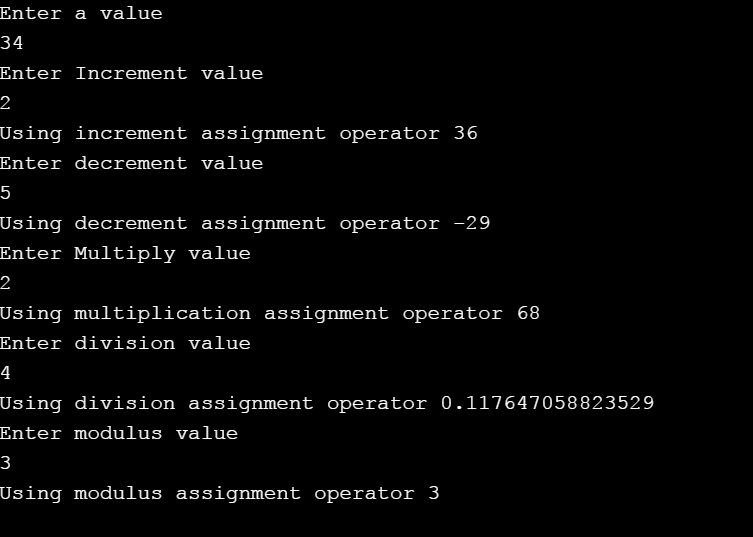 Enter a value
34
Enter Increment value
2
Using increment assignment operator 36
Enter decrement value
5
Using decrement assignment operator -29
Enter Multiply value
2
Using multiplication assignment operator 68
Enter division value
4
Using division assignment operator 0.117647058823529
Enter modulus value
3
Using modulus assignment operator 3